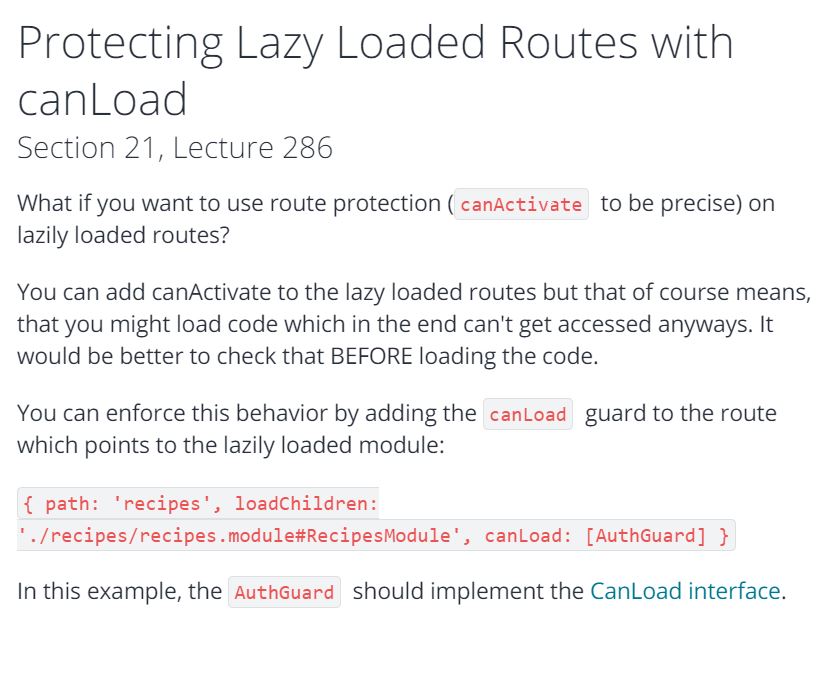 Protecting Lazy Loaded Routes with
canLoad
Section 21, Lecture 286
What if you want to use route protection (canActivate to be precise) on
lazily loaded routes?
You can add canActivate to the lazy loaded routes but that of course means,
that you might load code which in the end can't get accessed anyways. It
would be better to check that BEFORE loading the code.
You can enforce this behavior by adding the canLoad guard to the route
which points to the lazily loaded module:
{ path: 'recipes', loadChildren:
'./recipes/recipes.module#RecipesModule', canLoad: [AuthGuard] }
In this example, the AuthGuard should implement the CanLoad interface.